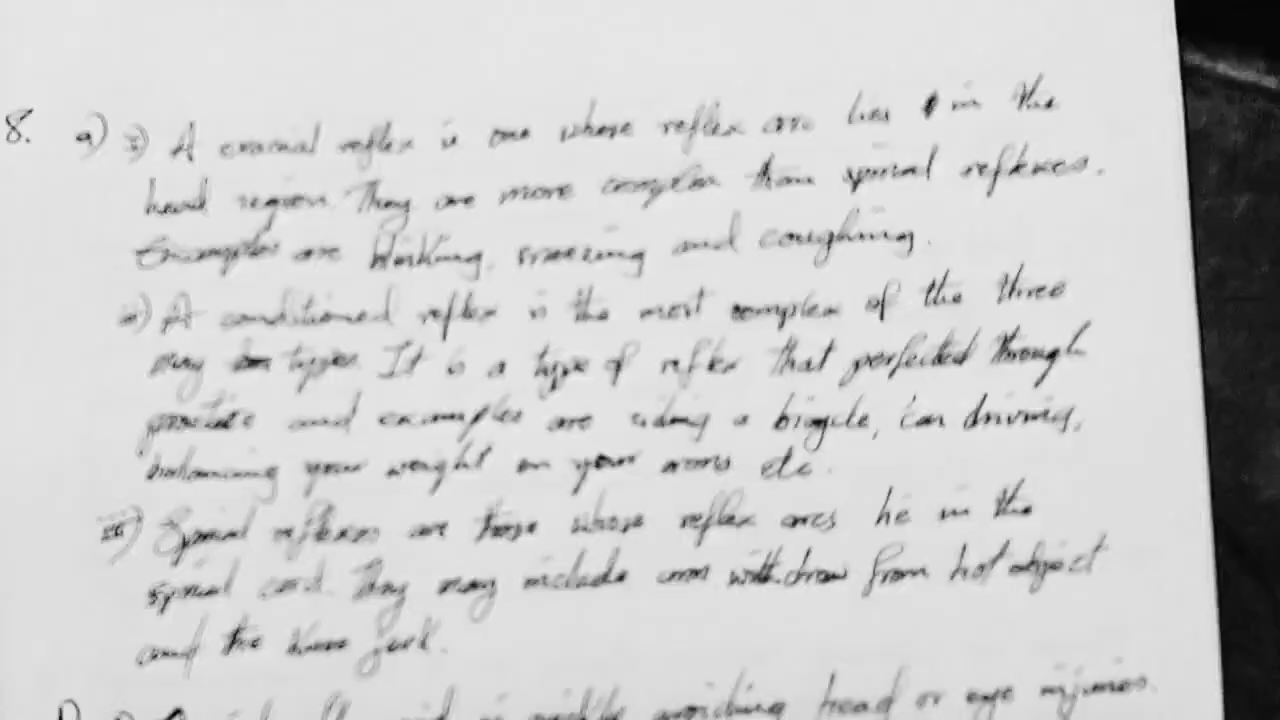 8. a) i) A cranial reflex is one whose reflex arc lies in the
head region. They are more complex than spinal reflexes.
Examples are blinking, sneezing and coughing.
ii) A conditioned reflex is the most complex of the three
types. It is a type of reflex that perfected through
practice and examples are riding a bicycle, car driving,
balancing your weight on your arms etc.
iii) Spinal reflexes are those whose reflex arcs lie in the
spinal cord. They may include arm withdraw from hot object
and the knee jerk.
avoiding head or eye injuries.